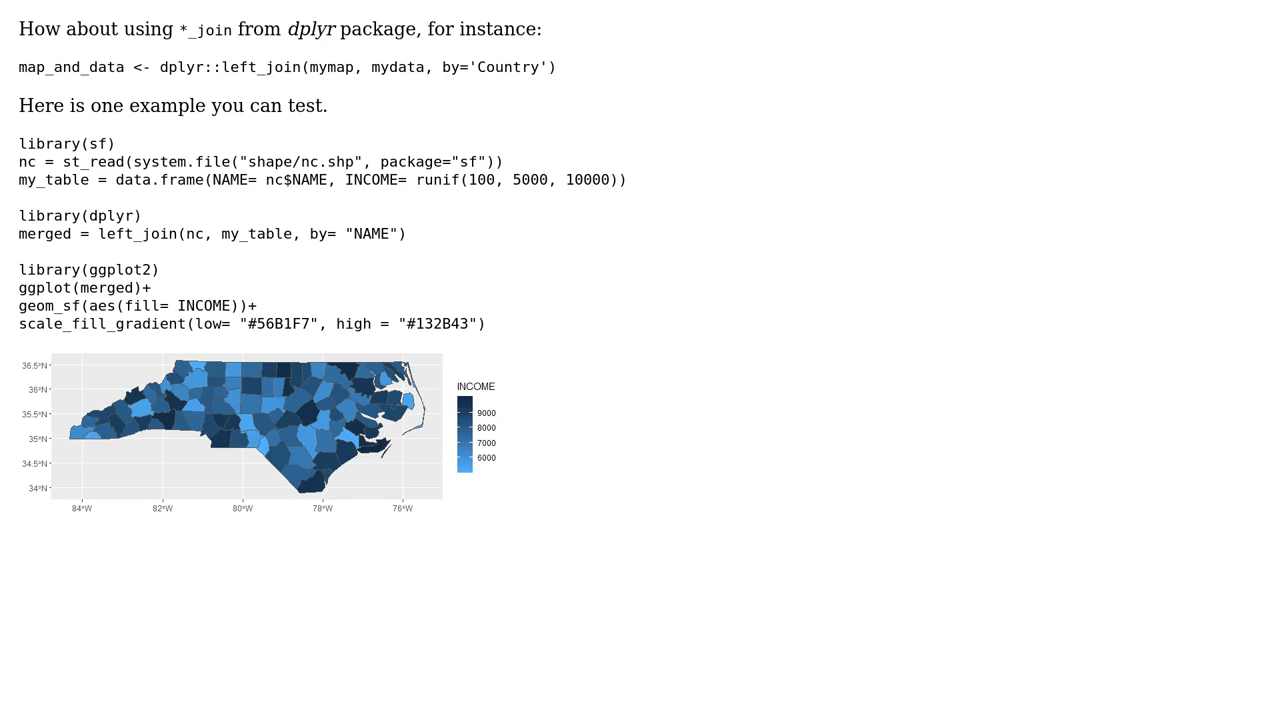 How about using *_join from dplyr package, for instance:
map_and_data <- dplyr::left_join(mymap, mydata, by='Country')
Here is one example you can test.
library(sf)
nc = st_read(system.file("shape/nc.shp", package="sf"))
my_table = data.frame(NAME= nc$NAME, INCOME= runif(100, 5000, 10000))
library(dplyr)
merged = left_join(nc, my_table, by= "NAME")
library(ggplot2)
ggplot(merged)+
geom_sf(aes(fill= INCOME))+
scale_fill_gradient(low= "#56B1F7", high = "#132B43")
36.5°N
36°N
35.5°N
35°N
34.5°N
34°N
84°W 82°W 80°W 78°W 76°W
INCOME
9000
8000
7000
6000